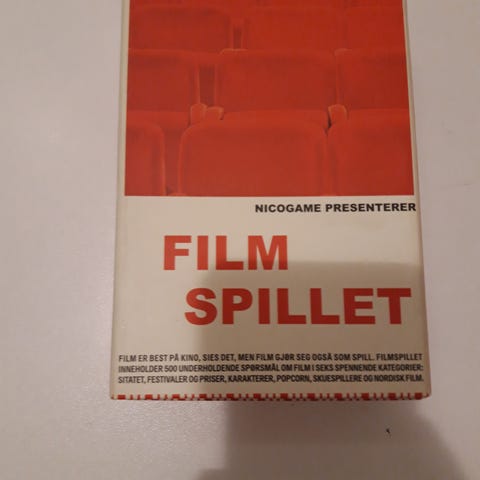 NICOGAME PRESENTERER
FILM
SPILLET
FILM ER BEST PÅ KINO, SIES DET, MEN FILM GJØR SEG OGSÅ SOM SPILL. FILMSPILLET
INNEHOLDER 500 UNDERHOLDENDE SPØRSMÅL OM FILM I SEKS SPENNENDE KATEGORIER:
SITATET, FESTIVALER OG PRISER, KARAKTERER, POPCORN, SKUESPILLERE OG NORDISK FILM.